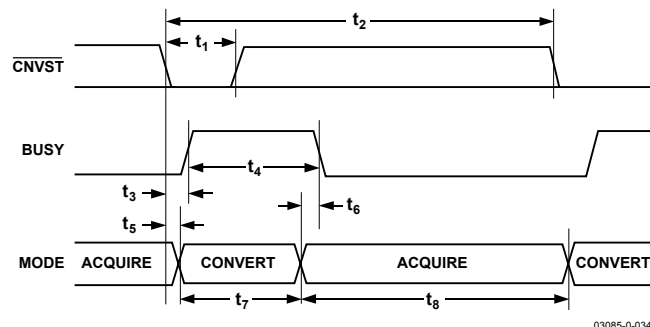 t2
t1
CNVST
BUSY
t4
t3
t6
t5
MODE ACQUIRE CONVERT ACQUIRE CONVERT
t7 t8
03085-0-034